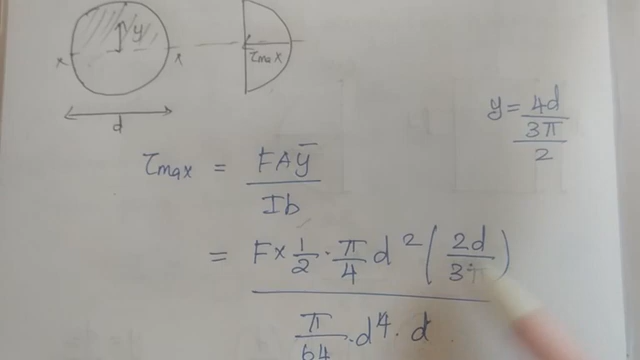 y
x x
τmax
d
y = 4d/3π/2
τmax = FAȳ/Ib
= F × 1/2 · π/4 d² (2d/3π) / π/64 · d⁴ · d